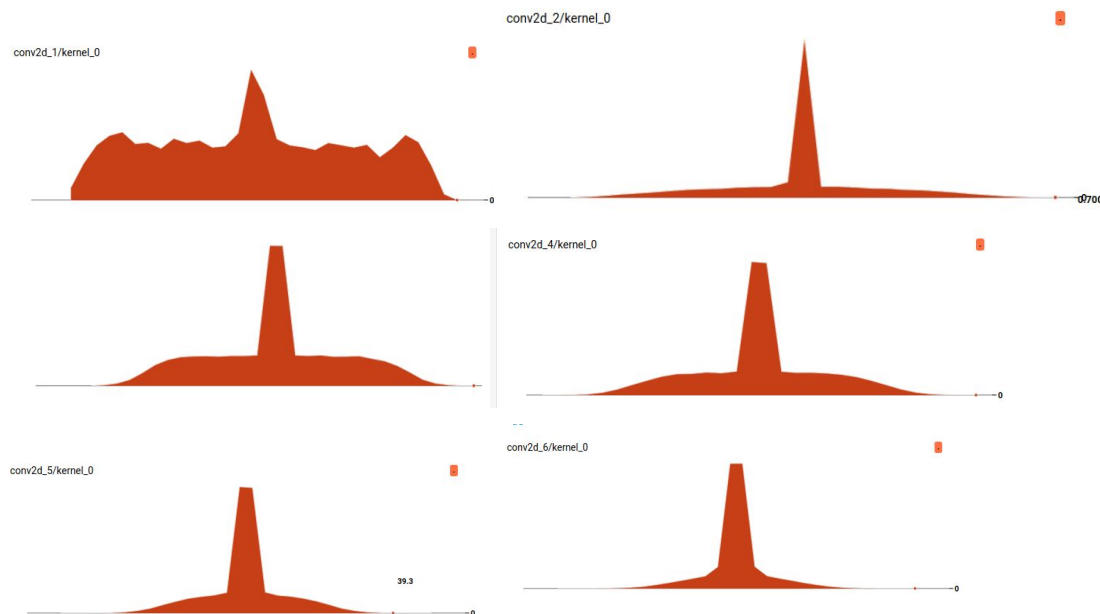 conv2d_2/kernel_0
conv2d_1/kernel_0
0
conv2d_4/kernel_0
0
conv2d_5/kernel_0
conv2d_6/kernel_0
39.3
0
0